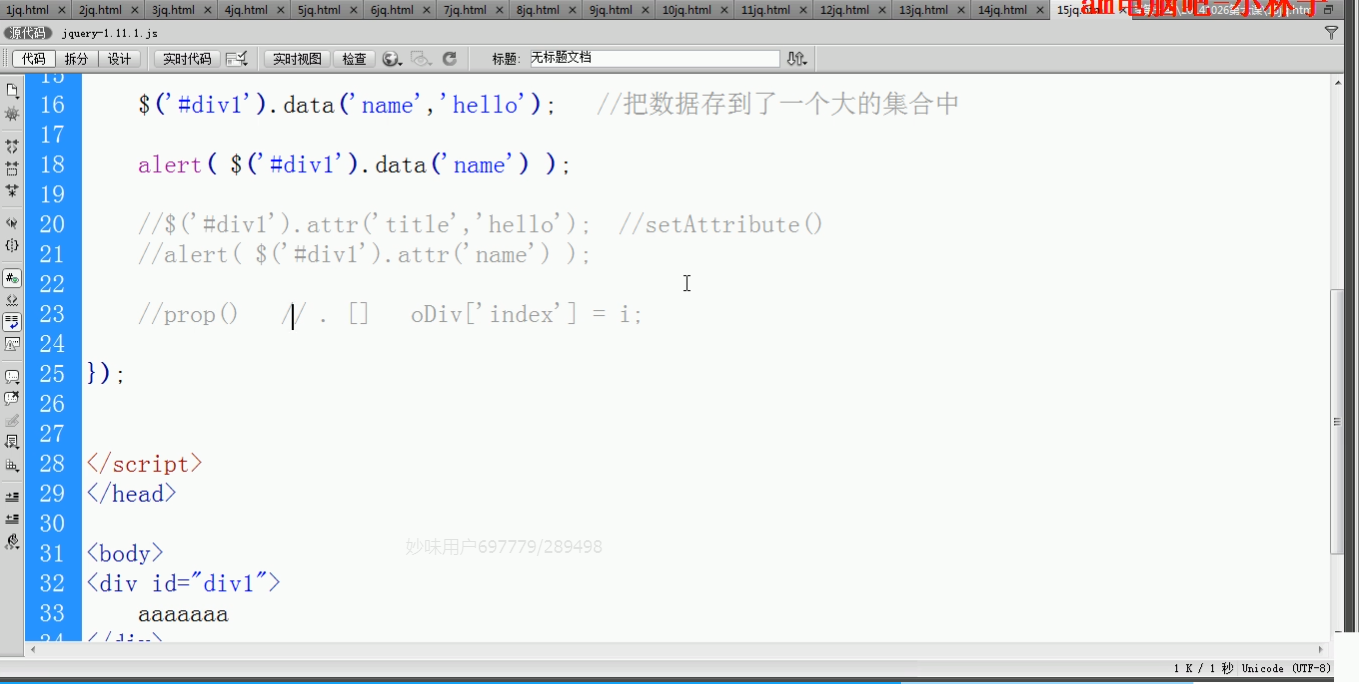 1jq.html × 2jq.html × 3jq.html × 4jq.html × 5jq.html × 6jq.html × 7jq.html × 8jq.html × 9jq.html × 10jq.html × 11jq.html × 12jq.html × 13jq.html × 14jq.html ×
电脑吧-小林子
源代码 jquery-1.11.1.js
代码 拆分 设计 实时代码 实时视图 检查 标题: 无标题文档
15
16 $('#div1').data('name','hello'); //把数据存到了一个大的集合中
17
18 alert( $('#div1').data('name') );
19
20 //$('#div1').attr('title','hello'); //setAttribute()
21 //alert( $('#div1').attr('name') );
22
23 //prop() // . [] oDiv['index'] = i;
24
25 });
26
27
28 </script>
29 </head>
30
31 <body>
妙味用户697779/289498
32 <div id="div1">
33 aaaaaaa
34 </div>
1 K / 1 秒 Unicode (UTF-8)